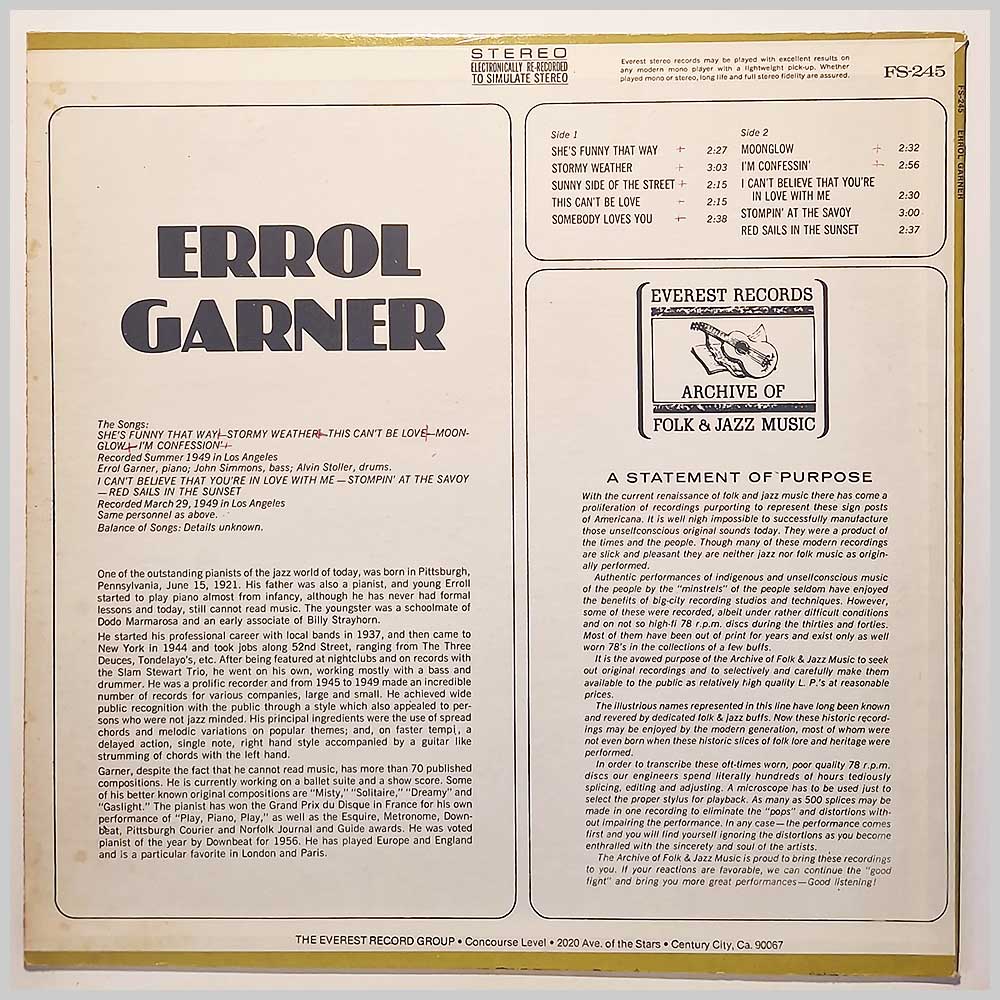 STEREO
ELECTRONICALLY RE-RECORDED
TO SIMULATE STEREO
Everest stereo records may be played with excellent results on
any modern mono player with a lightweight pick-up. Whether
played mono or stereo, long life and full stereo fidelity are assured.
FS-245
FS-245 ERROL GARNER
ERROL
GARNER
The Songs:
SHE'S FUNNY THAT WAY—STORMY WEATHER—THIS CAN'T BE LOVE—MOON-
GLOW—I'M CONFESSION'
Recorded Summer 1949 in Los Angeles
Errol Garner, piano; John Simmons, bass; Alvin Stoller, drums.
I CAN'T BELIEVE THAT YOU'RE IN LOVE WITH ME — STOMPIN' AT THE SAVOY
— RED SAILS IN THE SUNSET
Recorded March 29, 1949 in Los Angeles
Same personnel as above.
Balance of Songs: Details unknown.
One of the outstanding pianists of the jazz world of today, was born in Pittsburgh,
Pennsylvania, June 15, 1921. His father was also a pianist, and young Erroll
started to play piano almost from infancy, although he has never had formal
lessons and today, still cannot read music. The youngster was a schoolmate of
Dodo Marmarosa and an early associate of Billy Strayhorn.
He started his professional career with local bands in 1937, and then came to
New York in 1944 and took jobs along 52nd Street, ranging from The Three
Deuces, Tondelayo's, etc. After being featured at nightclubs and on records with
the Slam Stewart Trio, he went on his own, working mostly with a bass and
drummer. He was a prolific recorder and from 1945 to 1949 made an incredible
number of records for various companies, large and small. He achieved wide
public recognition with the public through a style which also appealed to per-
sons who were not jazz minded. His principal ingredients were the use of spread
chords and melodic variations on popular themes; and, on faster tempi, a
delayed action, single note, right hand style accompanied by a guitar like
strumming of chords with the left hand.
Garner, despite the fact that he cannot read music, has more than 70 published
compositions. He is currently working on a ballet suite and a show score. Some
of his better known original compositions are "Misty," "Solitaire," "Dreamy" and
"Gaslight." The pianist has won the Grand Prix du Disque in France for his own
performance of "Play, Piano, Play," as well as the Esquire, Metronome, Down-
beat, Pittsburgh Courier and Norfolk Journal and Guide awards. He was voted
pianist of the year by Downbeat for 1956. He has played Europe and England
and is a particular favorite in London and Paris.
Side 1
SHE'S FUNNY THAT WAY 2:27
STORMY WEATHER 3:03
SUNNY SIDE OF THE STREET 2:15
THIS CAN'T BE LOVE 2:15
SOMEBODY LOVES YOU 2:38
Side 2
MOONGLOW 2:32
I'M CONFESSIN' 2:56
I CAN'T BELIEVE THAT YOU'RE
IN LOVE WITH ME 2:30
STOMPIN' AT THE SAVOY 3:00
RED SAILS IN THE SUNSET 2:37
EVEREST RECORDS
ARCHIVE OF
FOLK & JAZZ MUSIC
A STATEMENT OF PURPOSE
With the current renaissance of folk and jazz music there has come a
proliferation of recordings purporting to represent these sign posts
of Americana. It is well nigh impossible to successfully manufacture
those unselfconscious original sounds today. They were a product of
the times and the people. Though many of these modern recordings
are slick and pleasant they are neither jazz nor folk music as origin-
ally performed.
Authentic performances of indigenous and unselfconscious music
of the people by the "minstrels" of the people seldom have enjoyed
the benefits of big-city recording studios and techniques. However,
some of these were recorded, albeit under rather difficult conditions
and on not so high-fi 78 r.p.m. discs during the thirties and forties.
Most of them have been out of print for years and exist only as well
worn 78's in the collections of a few buffs.
It is the avowed purpose of the Archive of Folk & Jazz Music to seek
out original recordings and to selectively and carefully make them
available to the public as relatively high quality L. P.'s at reasonable
prices.
The illustrious names represented in this line have long been known
and revered by dedicated folk & jazz buffs. Now these historic record-
ings may be enjoyed by the modern generation, most of whom were
not even born when these historic slices of folk lore and heritage were
performed.
In order to transcribe these oft-times worn, poor quality 78 r.p.m.
discs our engineers spend literally hundreds of hours tediously
splicing, editing and adjusting. A microscope has to be used just to
select the proper stylus for playback. As many as 500 splices may be
made in one recording to eliminate the "pops" and distortions with-
out impairing the performance. In any case—the performance comes
first and you will find yourself ignoring the distortions as you become
enthralled with the sincerety and soul of the artists.
The Archive of Folk & Jazz Music is proud to bring these recordings
to you. If your reactions are favorable, we can continue the "good
fight" and bring you more great performances—Good listening!
THE EVEREST RECORD GROUP • Concourse Level • 2020 Ave. of the Stars • Century City, Ca. 90067